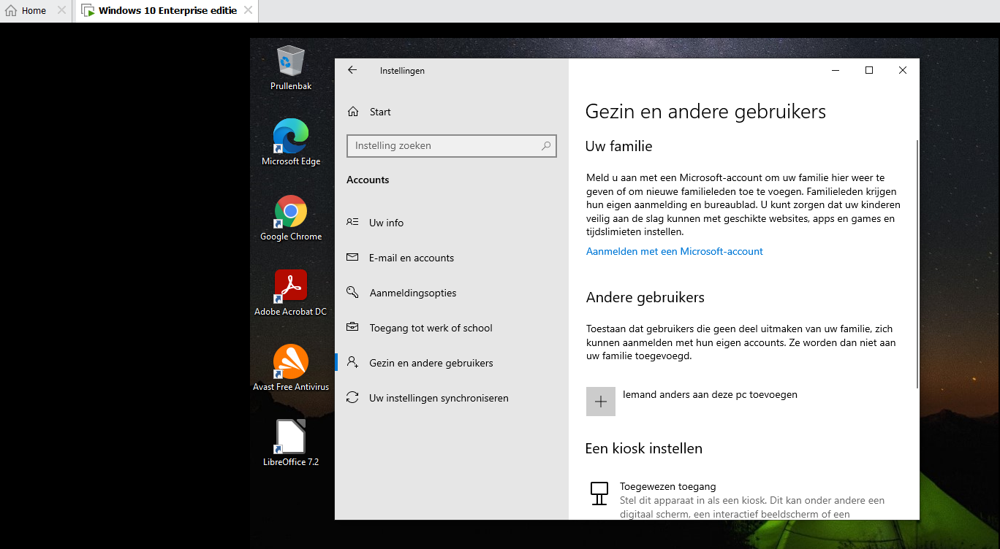 Home
Windows 10 Enterprise editie
Prullenbak
Microsoft Edge
Google Chrome
Adobe Acrobat DC
Avast Free Antivirus
LibreOffice 7.2
Instellingen
Start
Instelling zoeken
Accounts
Uw info
E-mail en accounts
Aanmeldingsopties
Toegang tot werk of school
Gezin en andere gebruikers
Uw instellingen synchroniseren
Gezin en andere gebruikers
Uw familie
Meld u aan met een Microsoft-account om uw familie hier weer te
geven of om nieuwe familieleden toe te voegen. Familieleden krijgen
hun eigen aanmelding en bureaublad. U kunt zorgen dat uw kinderen
veilig aan de slag kunnen met geschikte websites, apps en games en
tijdslimieten instellen.
Aanmelden met een Microsoft-account
Andere gebruikers
Toestaan dat gebruikers die geen deel uitmaken van uw familie, zich
kunnen aanmelden met hun eigen accounts. Ze worden dan niet aan
uw familie toegevoegd.
Iemand anders aan deze pc toevoegen
Een kiosk instellen
Toegewezen toegang
Stel dit apparaat in als een kiosk. Dit kan onder andere een
digitaal scherm, een interactief beeldscherm of een